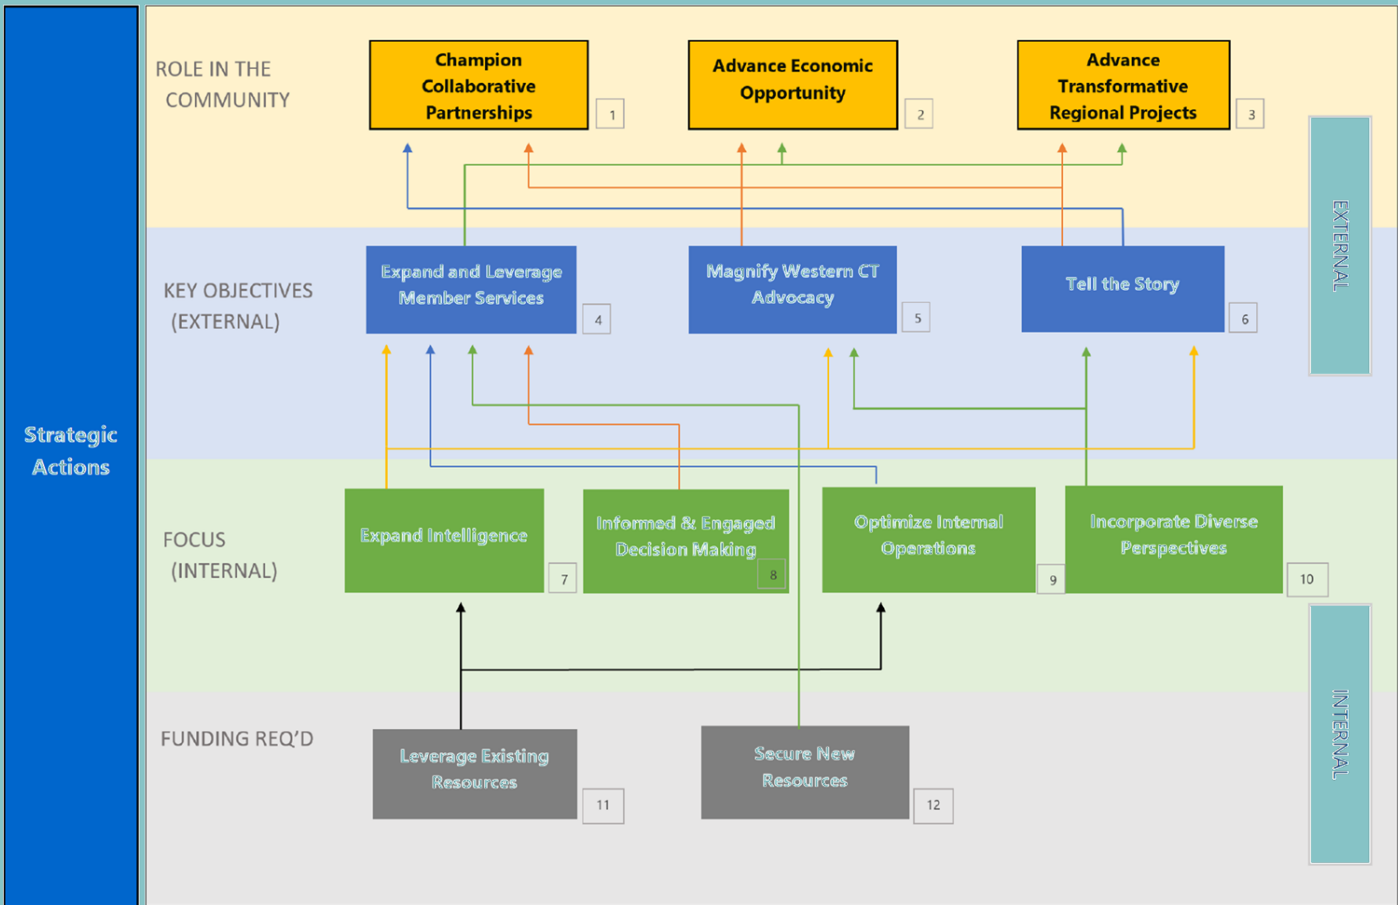 Strategic
Actions
ROLE IN THE
COMMUNITY
Champion
Collaborative
Partnerships
1
Advance Economic
Opportunity
2
Advance
Transformative
Regional Projects
3
EXTERNAL
KEY OBJECTIVES
(EXTERNAL)
Expand and Leverage
Member Services
4
Magnify Western CT
Advocacy
5
Tell the Story
6
FOCUS
(INTERNAL)
Expand Intelligence
7
Informed & Engaged
Decision Making
8
Optimize Internal
Operations
9
Incorporate Diverse
Perspectives
10
INTERNAL
FUNDING REQ’D
Leverage Existing
Resources
11
Secure New
Resources
12